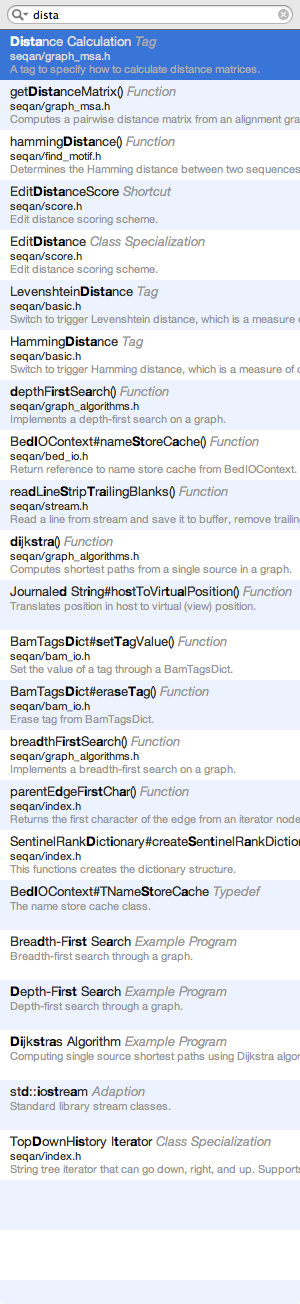 dista
Distance Calculation Tag
seqan/graph_msa.h
A tag to specify how to calculate distance matrices.
getDistanceMatrix() Function
seqan/graph_msa.h
Computes a pairwise distance matrix from an alignment gra
hammingDistance() Function
seqan/find_motif.h
Determines the Hamming distance between two sequences
EditDistanceScore Shortcut
seqan/score.h
Edit distance scoring scheme.
EditDistance Class Specialization
seqan/score.h
Edit distance scoring scheme.
LevenshteinDistance Tag
seqan/basic.h
Switch to trigger Levenshtein distance, which is a measure o
HammingDistance Tag
seqan/basic.h
Switch to trigger Hamming distance, which is a measure of d
depthFirstSearch() Function
seqan/graph_algorithms.h
Implements a depth-first search on a graph.
BedIOContext#nameStoreCache() Function
seqan/bed_io.h
Return reference to name store cache from BedIOContext.
readLineStripTrailingBlanks() Function
seqan/stream.h
Read a line from stream and save it to buffer, remove trailin
dijkstra() Function
seqan/graph_algorithms.h
Computes shortest paths from a single source in a graph.
Journaled String#hostToVirtualPosition() Function
Translates position in host to virtual (view) position.
BamTagsDict#setTagValue() Function
seqan/bam_io.h
Set the value of a tag through a BamTagsDict.
BamTagsDict#eraseTag() Function
seqan/bam_io.h
Erase tag from BamTagsDict.
breadthFirstSearch() Function
seqan/graph_algorithms.h
Implements a breadth-first search on a graph.
parentEdgeFirstChar() Function
seqan/index.h
Returns the first character of the edge from an iterator node
SentinelRankDictionary#createSentinelRankDictio
seqan/index.h
This functions creates the dictionary structure.
BedIOContext#TNameStoreCache Typedef
The name store cache class.
Breadth-First Search Example Program
Breadth-first search through a graph.
Depth-First Search Example Program
Depth-first search through a graph.
Dijkstras Algorithm Example Program
Computing single source shortest paths using Dijkstra algor
std::iostream Adaption
Standard library stream classes.
TopDownHistory Iterator Class Specialization
seqan/index.h
String tree iterator that can go down, right, and up. Supports